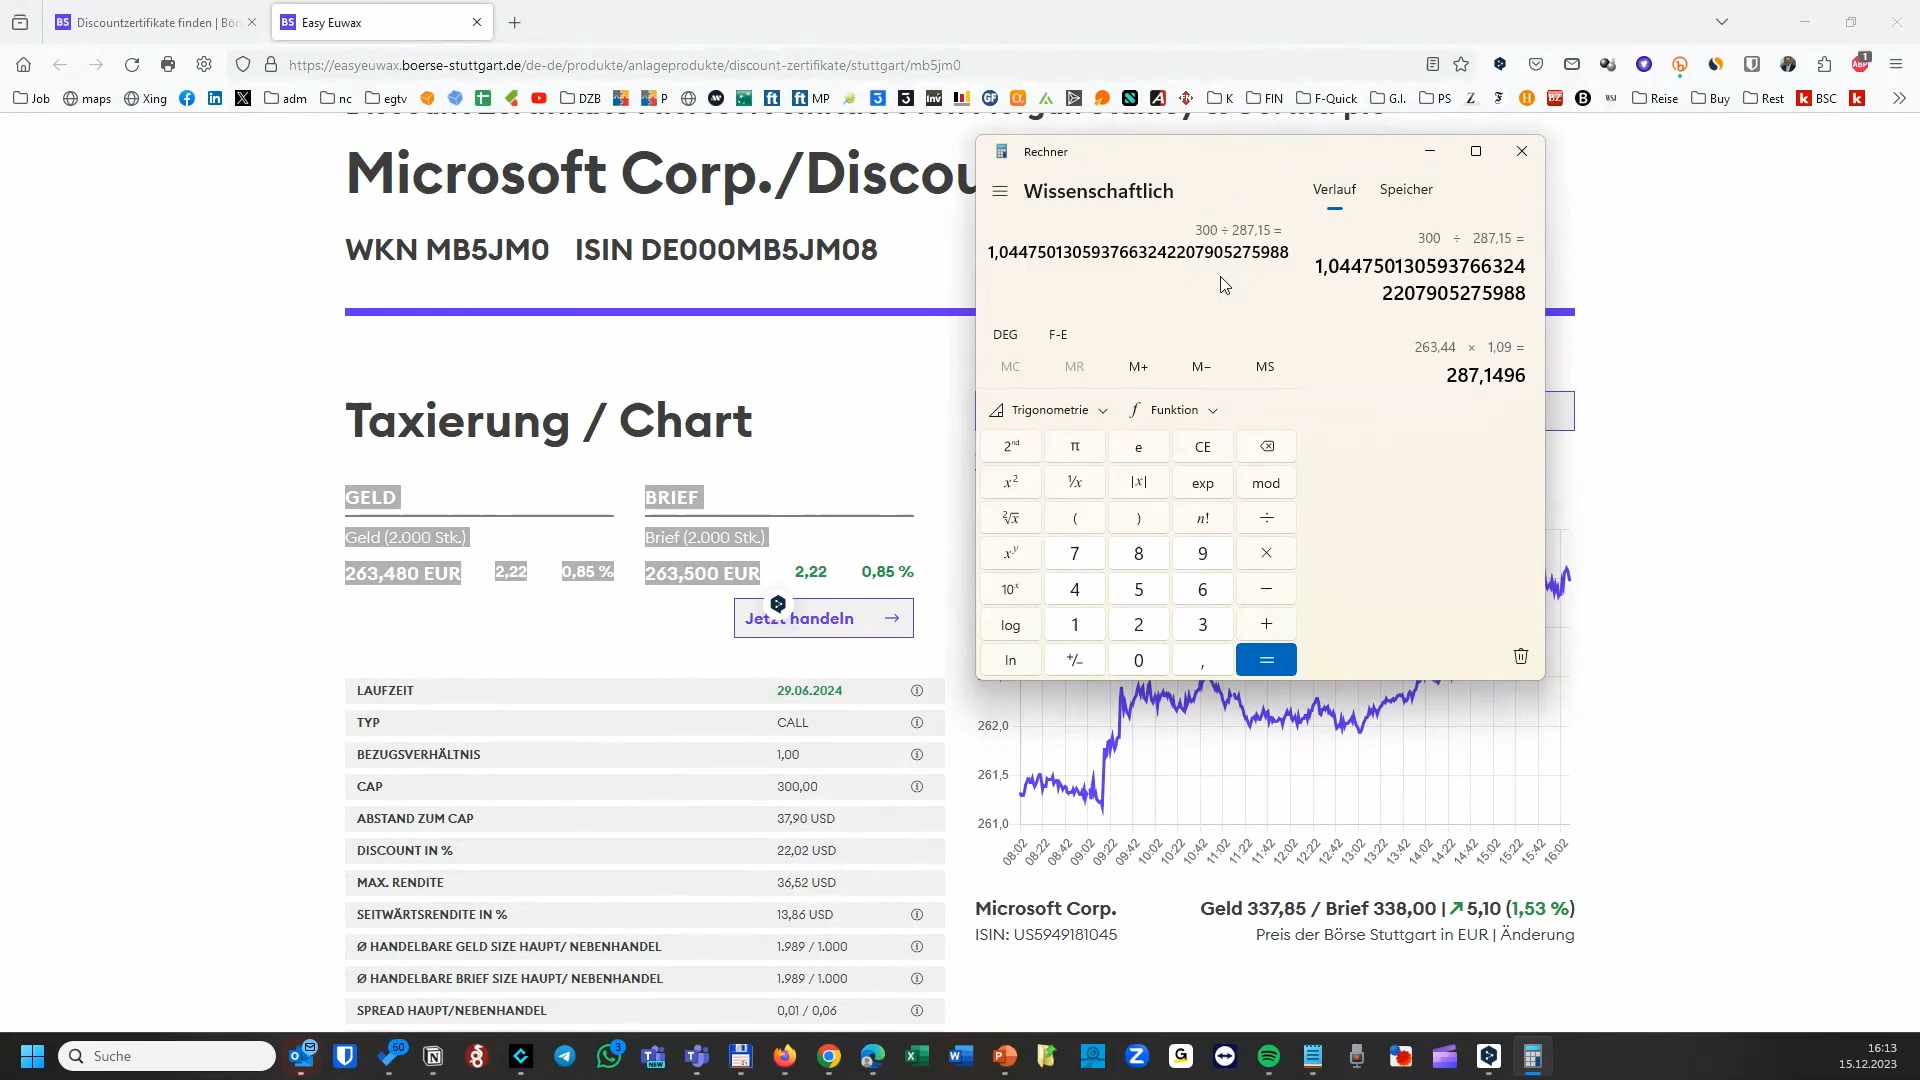 Discountzertifikate finden | Bör
Easy Euwax
https://easyeuwax.boerse-stuttgart.de/de-de/produkte/anlageprodukte/discount-zertifikate/stuttgart/mb5jm0
Job
maps
Xing
adm
nc
egtv
DZB
P
MP
K
FIN
F-Quick
G.I.
PS
Reise
Buy
Rest
BSC
Microsoft Corp./Discou
WKN MB5JM0 ISIN DE000MB5JM08
Taxierung / Chart
GELD
BRIEF
Geld (2.000 Stk.)
Brief (2.000 Stk.)
263,480 EUR 2,22 0,85 %
263,500 EUR 2,22 0,85 %
Jetzt handeln
LAUFZEIT 29.06.2024
TYP CALL
BEZUGSVERHÄLTNIS 1,00
CAP 300,00
ABSTAND ZUM CAP 37,90 USD
DISCOUNT IN % 22,02 USD
MAX. RENDITE 36,52 USD
SEITWÄRTSRENDITE IN % 13,86 USD
Ø HANDELBARE GELD SIZE HAUPT/ NEBENHANDEL 1.989 / 1.000
Ø HANDELBARE BRIEF SIZE HAUPT/ NEBENHANDEL 1.989 / 1.000
SPREAD HAUPT/NEBENHANDEL 0,01 / 0,06
Rechner
Wissenschaftlich
Verlauf
Speicher
300 ÷ 287,15 =
1,0447501305937663242207905275988
300 ÷ 287,15 =
1,044750130593766324
2207905275988
263,44 × 1,09 =
287,1496
DEG F-E
MC MR M+ M− MS
Trigonometrie
Funktion
2nd π e CE
x² ¹/x |x| exp mod
²√x ( ) n! ÷
xʸ 7 8 9 ×
10ˣ 4 5 6 −
log 1 2 3 +
ln +/− 0 , =
262,0
261,5
261,0
08:02 08:22 08:42 09:02 09:22 09:42 10:02 10:22 10:42 11:02 11:22 11:42 12:02 12:22 12:42 13:02 13:22 13:42 14:02 14:22 14:42 15:02 15:22 15:42 16:02
Microsoft Corp.
Geld 337,85 / Brief 338,00 | 5,10 (1,53 %)
ISIN: US5949181045
Preis der Börse Stuttgart in EUR | Änderung
Suche
60
3
16:13
15.12.2023